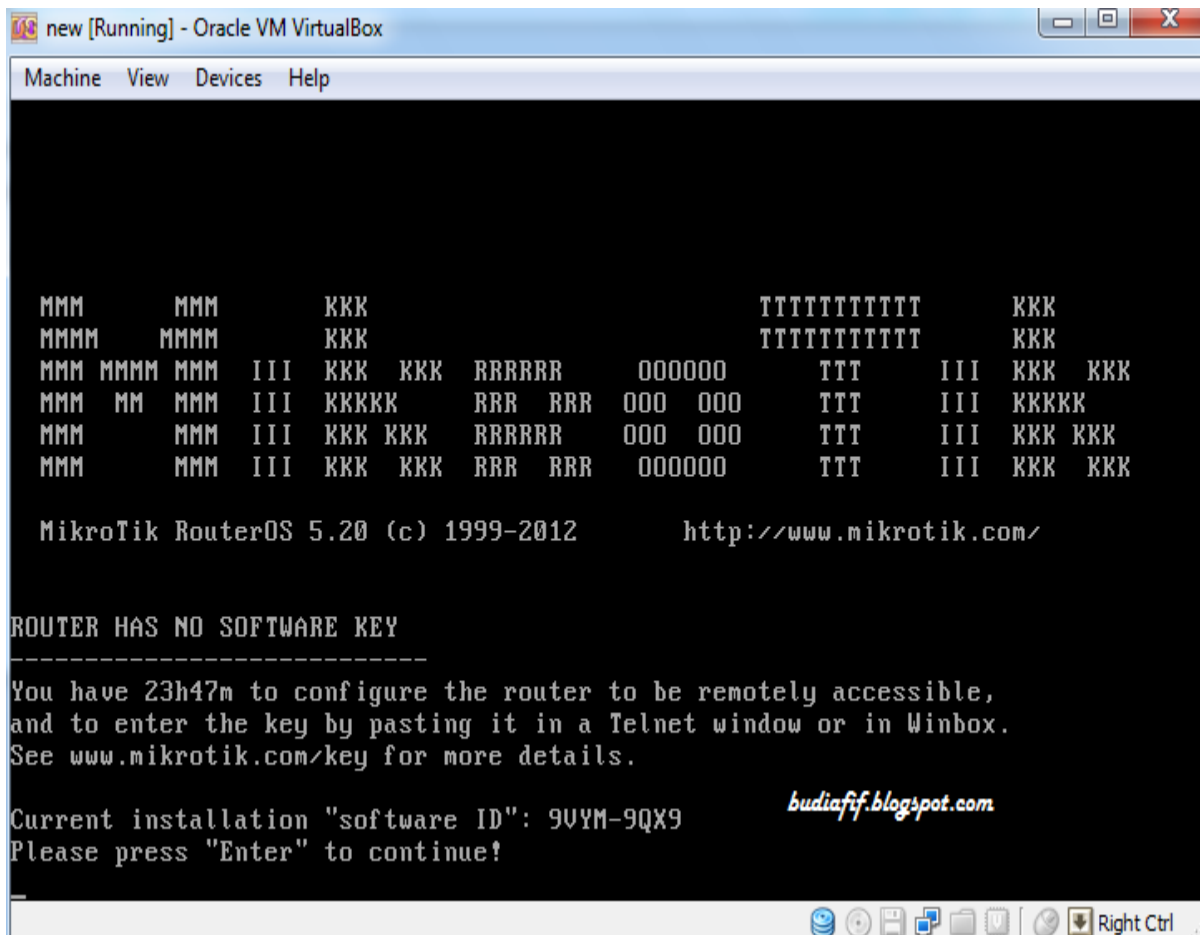 new [Running] - Oracle VM VirtualBox
Machine View Devices Help
MMM       MMM       KKK                          TTTTTTTTTTT      KKK
MMMM     MMMM       KKK                          TTTTTTTTTTT      KKK
MMM MMMM MMM  III  KKK  KKK  RRRRRR     OOOOOO      TTT     III  KKK  KKK
MMM  MM  MMM  III  KKKKK     RRR  RRR  OOO  OOO     TTT     III  KKKKK
MMM      MMM  III  KKK KKK   RRRRRR    OOO  OOO     TTT     III  KKK KKK
MMM      MMM  III  KKK  KKK  RRR  RRR   OOOOOO      TTT     III  KKK  KKK
MikroTik RouterOS 5.20 (c) 1999-2012       http://www.mikrotik.com/
ROUTER HAS NO SOFTWARE KEY
----------------------------
You have 23h47m to configure the router to be remotely accessible,
and to enter the key by pasting it in a Telnet window or in Winbox.
See www.mikrotik.com/key for more details.
budiafif.blogspot.com
Current installation "software ID": 9VYM-9QX9
Please press "Enter" to continue!
Right Ctrl